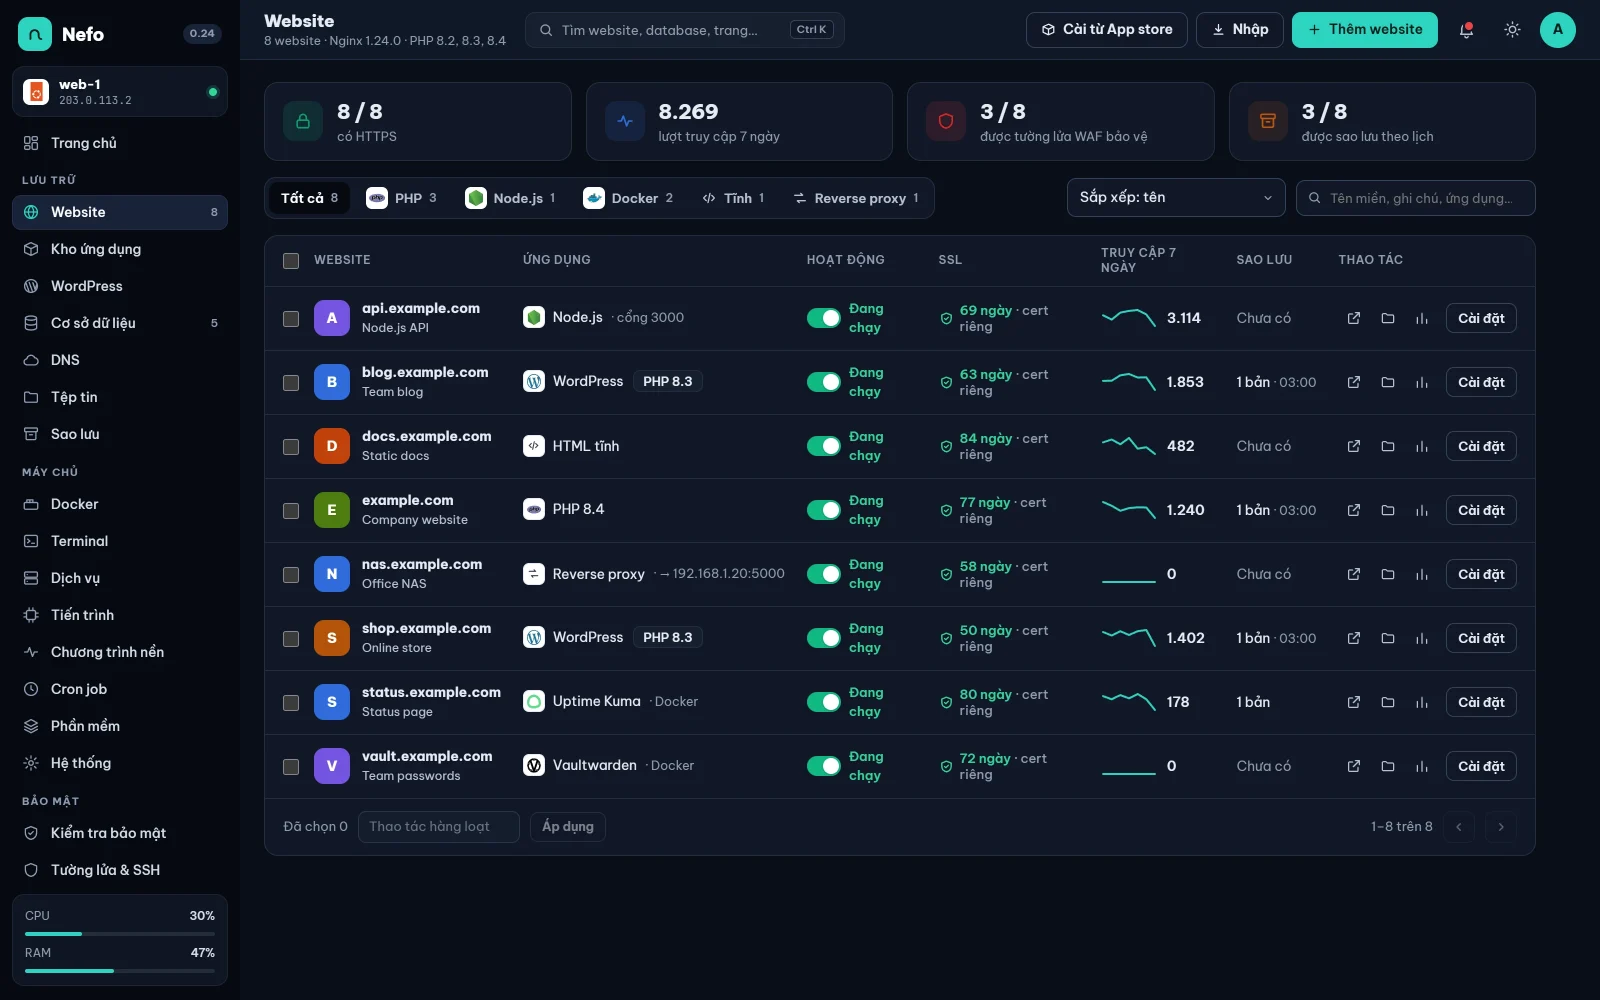 Nefo
0.24
web-1
203.0.113.2
Trang chủ
LƯU TRỮ
Website 8
Kho ứng dụng
WordPress
Cơ sở dữ liệu 5
DNS
Tệp tin
Sao lưu
MÁY CHỦ
Docker
Terminal
Dịch vụ
Tiến trình
Chương trình nền
Cron job
Phần mềm
Hệ thống
BẢO MẬT
Kiểm tra bảo mật
Tường lửa & SSH
CPU 30%
RAM 47%
Website
8 website · Nginx 1.24.0 · PHP 8.2, 8.3, 8.4
Tìm website, database, trang... Ctrl K
Cài từ App store
Nhập
+ Thêm website
A
8 / 8
có HTTPS
8.269
lượt truy cập 7 ngày
3 / 8
được tường lửa WAF bảo vệ
3 / 8
được sao lưu theo lịch
Tất cả 8 PHP 3 Node.js 1 Docker 2 Tĩnh 1 Reverse proxy 1
Sắp xếp: tên
Tên miền, ghi chú, ứng dụng...
WEBSITE ỨNG DỤNG HOẠT ĐỘNG SSL TRUY CẬP 7 NGÀY SAO LƯU THAO TÁC
A api.example.com Node.js · cổng 3000 Đang chạy 69 ngày · cert riêng 3.114 Chưa có Cài đặt
Node.js API
B blog.example.com WordPress PHP 8.3 Đang chạy 63 ngày · cert riêng 1.853 1 bản · 03:00 Cài đặt
Team blog
D docs.example.com HTML tĩnh Đang chạy 84 ngày · cert riêng 482 Chưa có Cài đặt
Static docs
E example.com PHP 8.4 Đang chạy 77 ngày · cert riêng 1.240 1 bản · 03:00 Cài đặt
Company website
N nas.example.com Reverse proxy · → 192.168.1.20:5000 Đang chạy 58 ngày · cert riêng 0 Chưa có Cài đặt
Office NAS
S shop.example.com WordPress PHP 8.3 Đang chạy 50 ngày · cert riêng 1.402 1 bản · 03:00 Cài đặt
Online store
S status.example.com Uptime Kuma · Docker Đang chạy 80 ngày · cert riêng 178 1 bản Cài đặt
Status page
V vault.example.com Vaultwarden · Docker Đang chạy 72 ngày · cert riêng 0 Chưa có Cài đặt
Team passwords
Đã chọn 0 Thao tác hàng loạt Áp dụng 1–8 trên 8